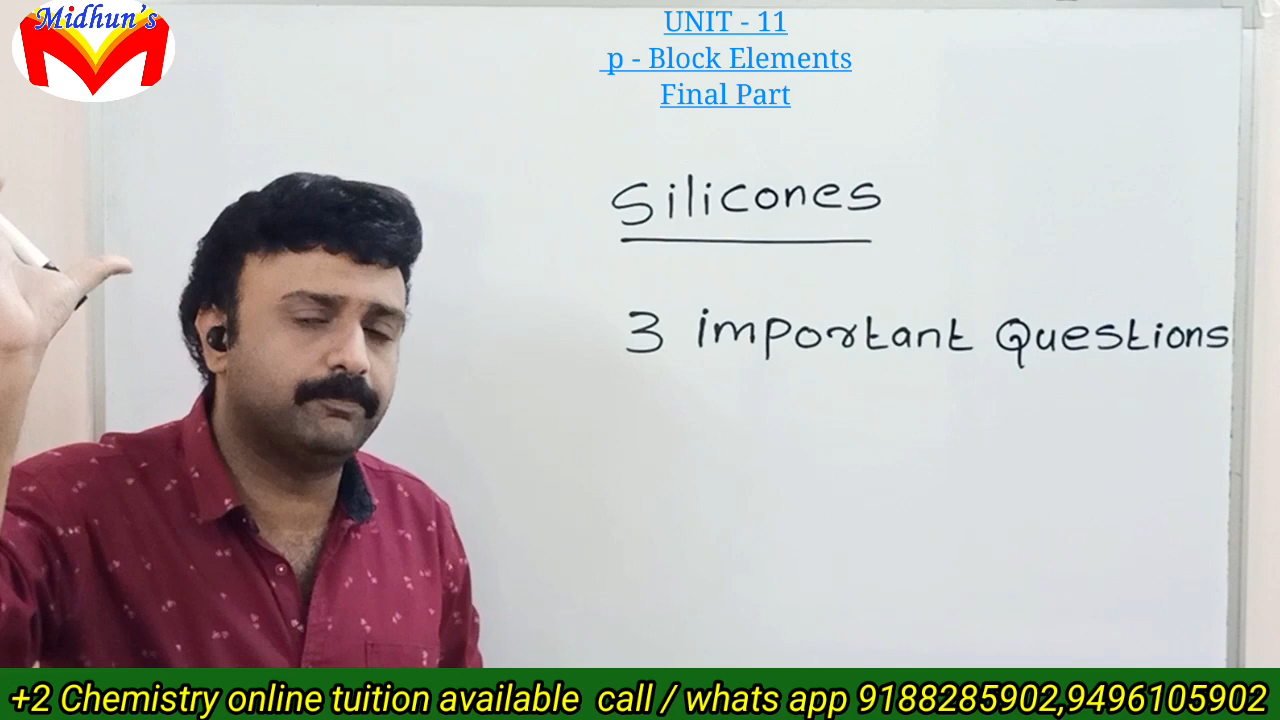 Midhun's
UNIT - 11
p - Block Elements
Final Part
Silicones
3 important Questions
+2 Chemistry online tuition available call / whats app 9188285902,9496105902